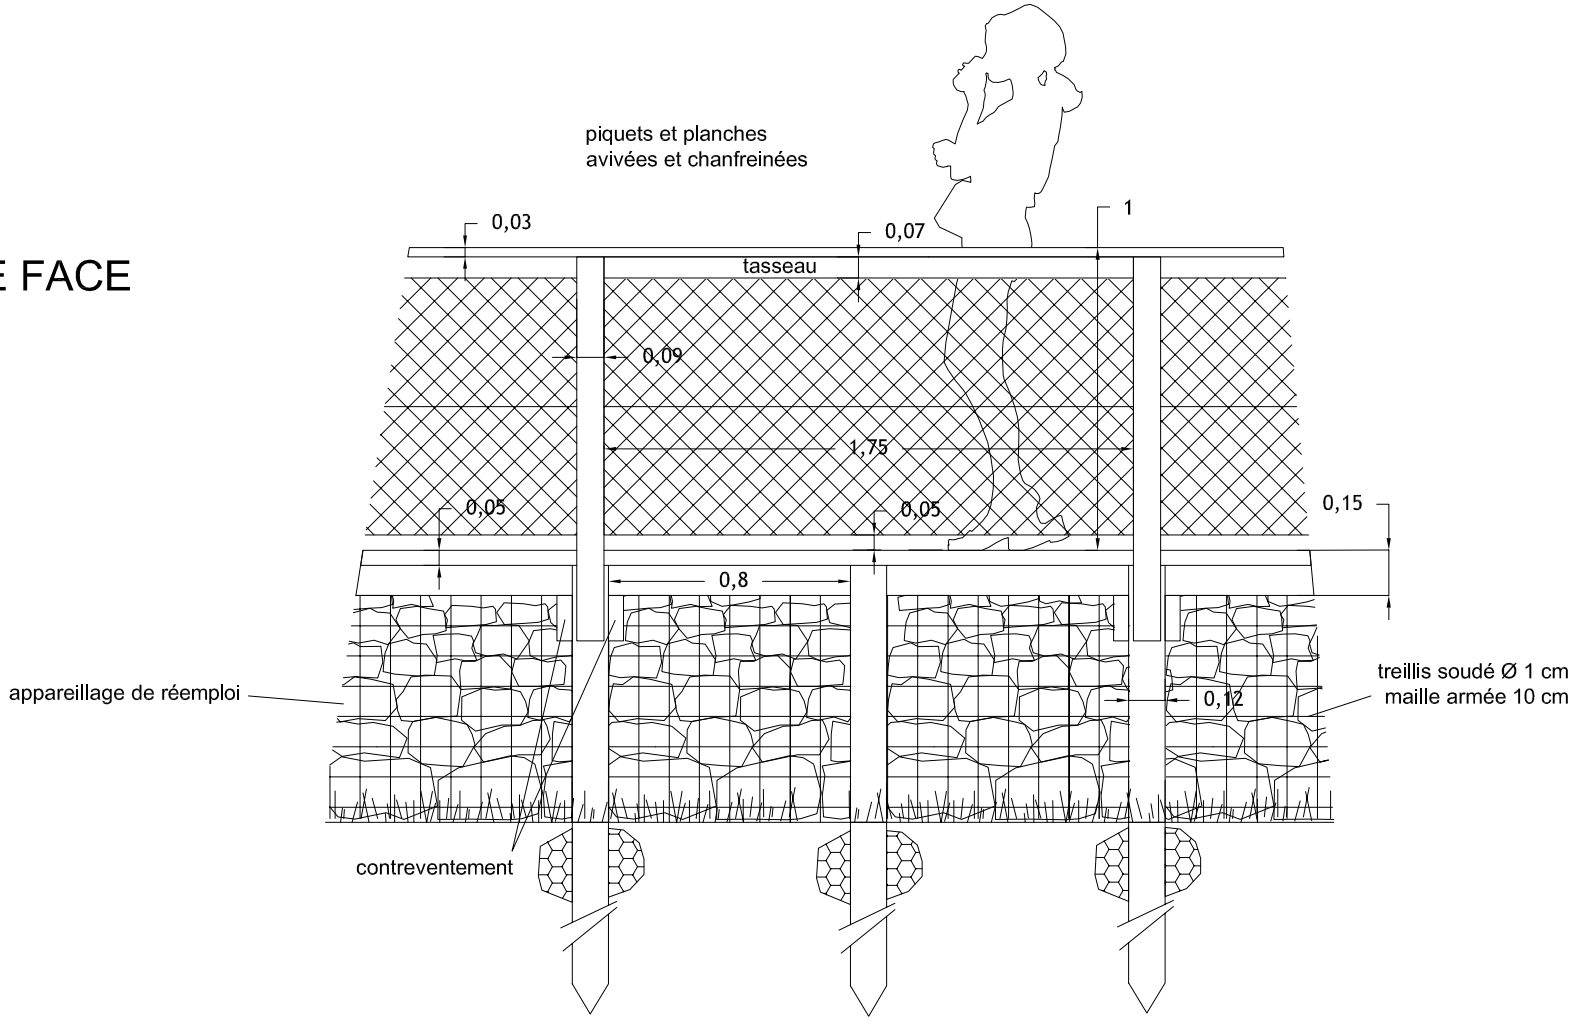 piquets et planches
avivées et chanfreinées
1
0,03
0,07
E FACE
tasseau
0,09
1,75
0,05
0,05
0,15
0,8
treillis soudé Ø 1 cm
maille armée 10 cm
appareillage de réemploi
0,12
contreventement